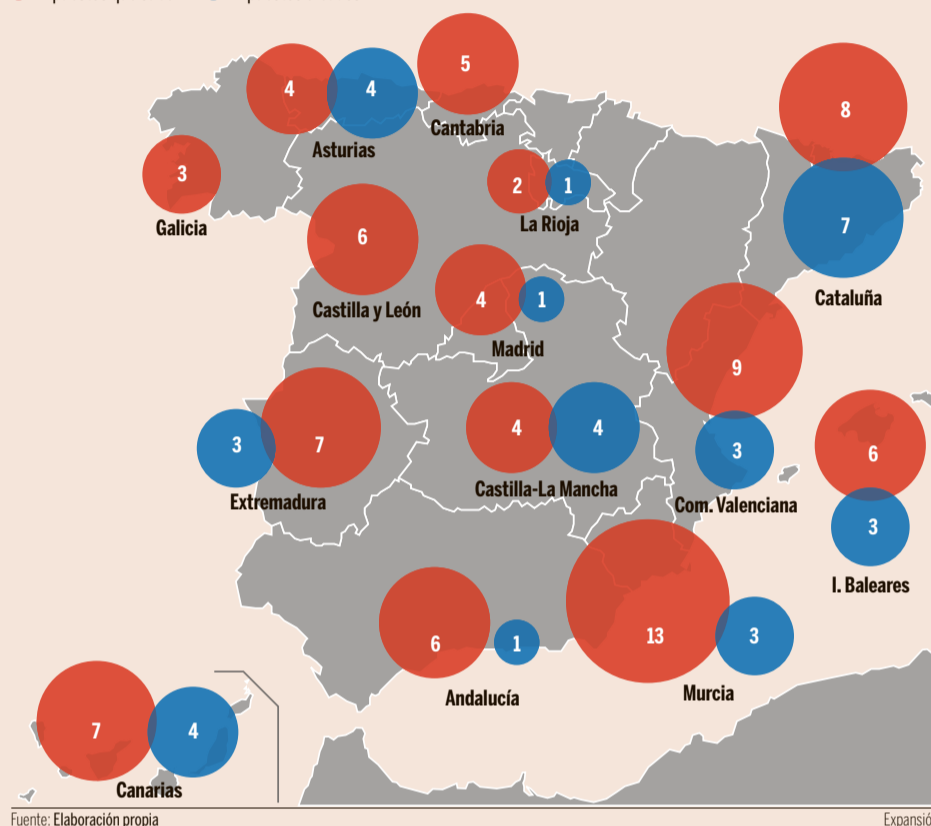 5
4
4
8
Cantabria
Asturias
3
2
1
7
Galicia
La Rioja
6
4
1
Cataluña
Castilla y León
Madrid
9
3
7
4
4
3
6
Castilla-La Mancha
Extremadura
Com. Valenciana
3
I. Baleares
6
1
13
3
Andalucía
Murcia
7
4
Canarias
Fuente: Elaboración propia